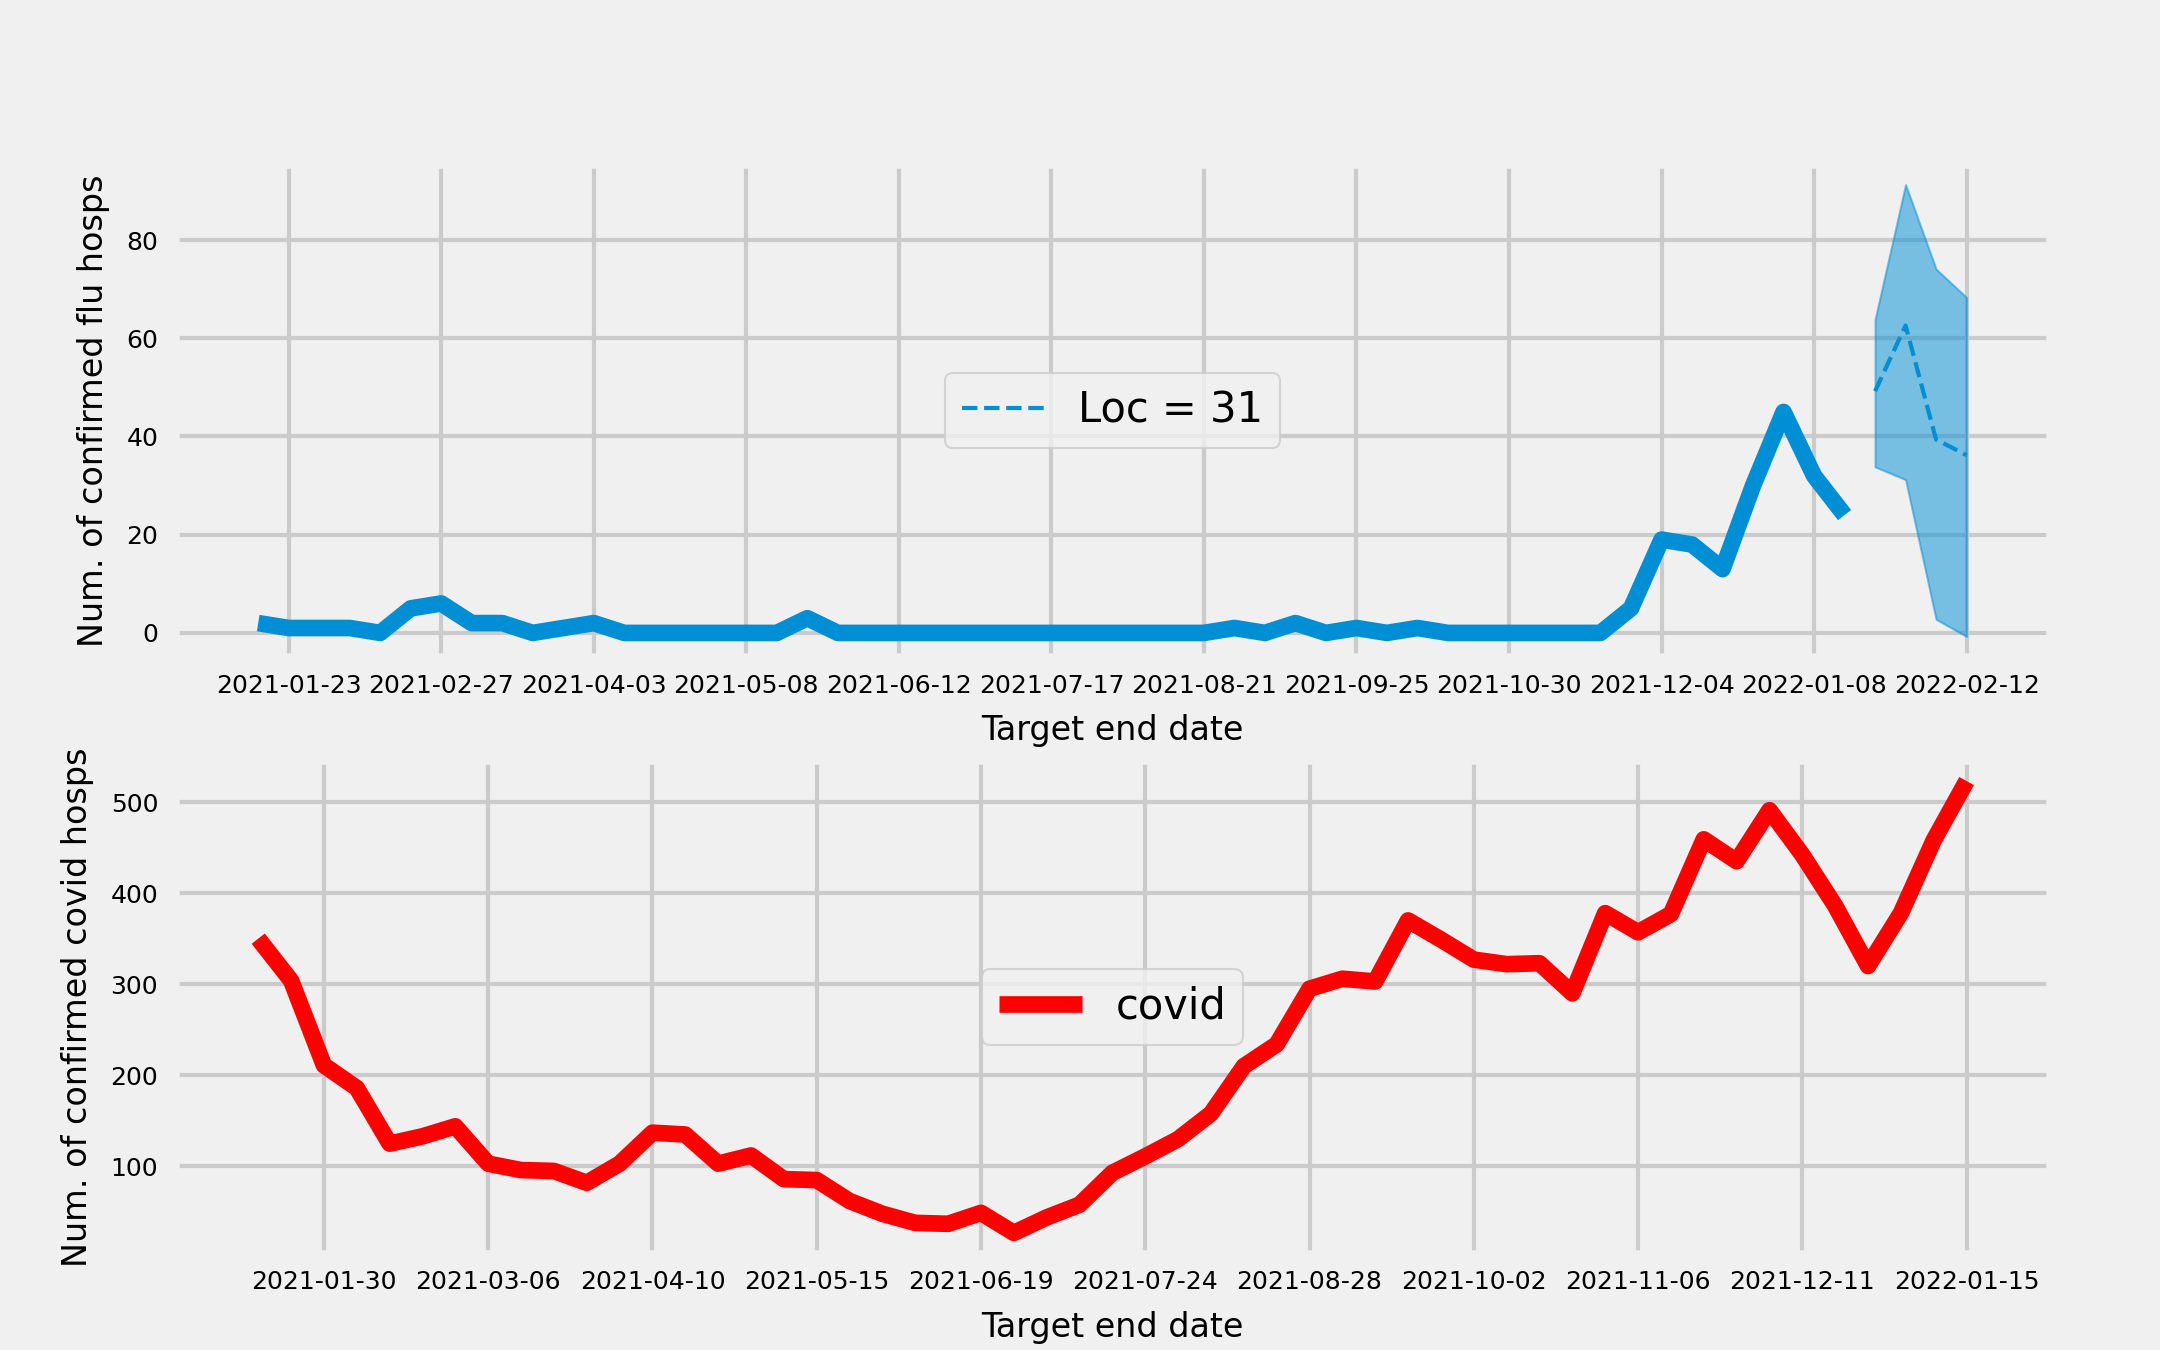 Num. of confirmed flu hosps
80
60
40
20
0
Loc = 31
2021-01-23 2021-02-27 2021-04-03 2021-05-08 2021-06-12 2021-07-17 2021-08-21 2021-09-25 2021-10-30 2021-12-04 2022-01-08 2022-02-12
Target end date
Num. of confirmed covid hosps
500
400
300
200
100
covid
2021-01-30 2021-03-06 2021-04-10 2021-05-15 2021-06-19 2021-07-24 2021-08-28 2021-10-02 2021-11-06 2021-12-11 2022-01-15
Target end date